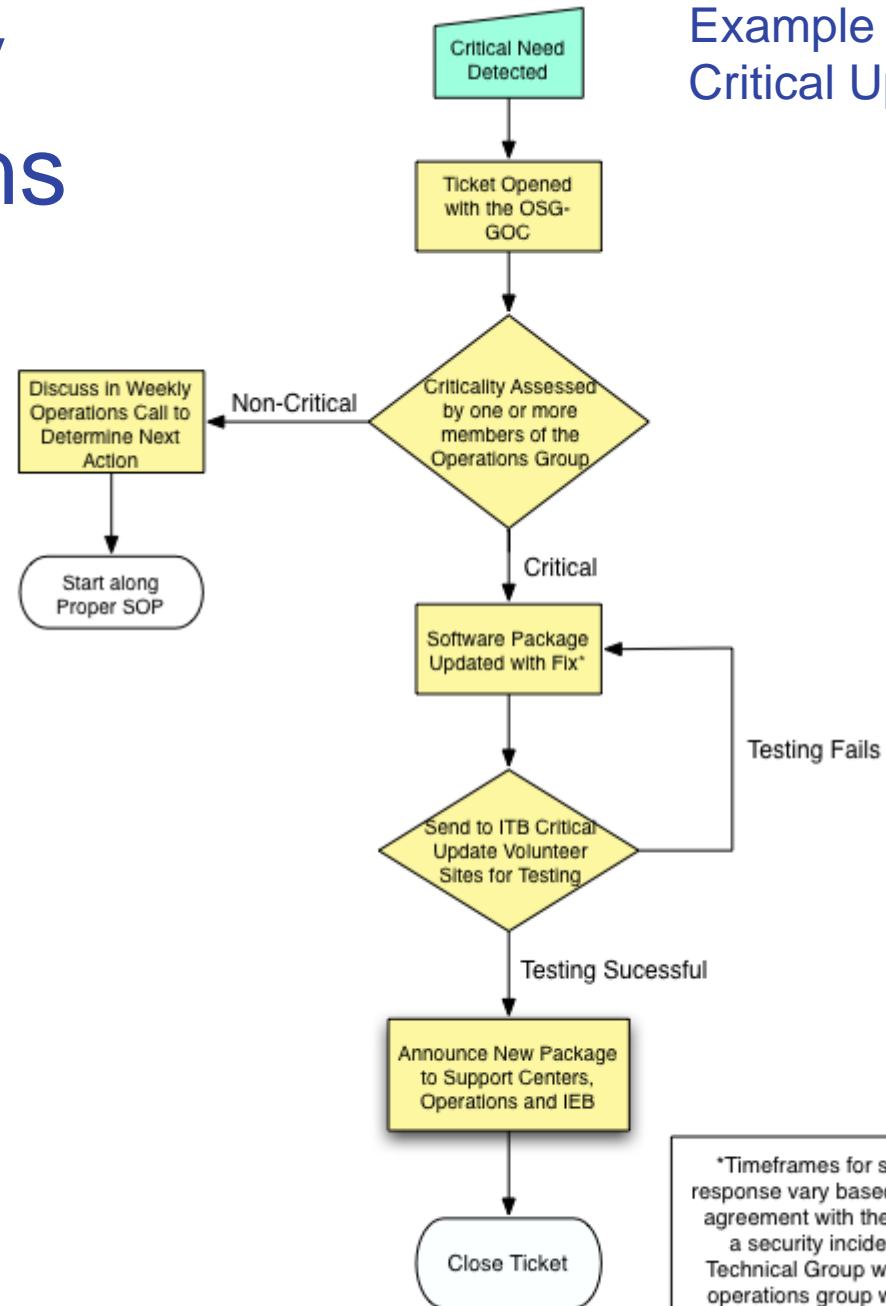 Example
Critical Up
ns
Critical Need
Detected
Ticket Opened
with the OSG-
GOC
Criticality Assessed
by one or more
members of the
Operations Group
Non-Critical
Discuss in Weekly
Operations Call to
Determine Next
Action
Start along
Proper SOP
Critical
Software Package
Updated with Fix*
Testing Fails
Send to ITB Critical
Update Volunteer
Sites for Testing
Testing Sucessful
Announce New Package
to Support Centers,
Operations and IEB
Close Ticket
*Timeframes for s
response vary based
agreement with the
a security incide
Technical Group w
operations group w